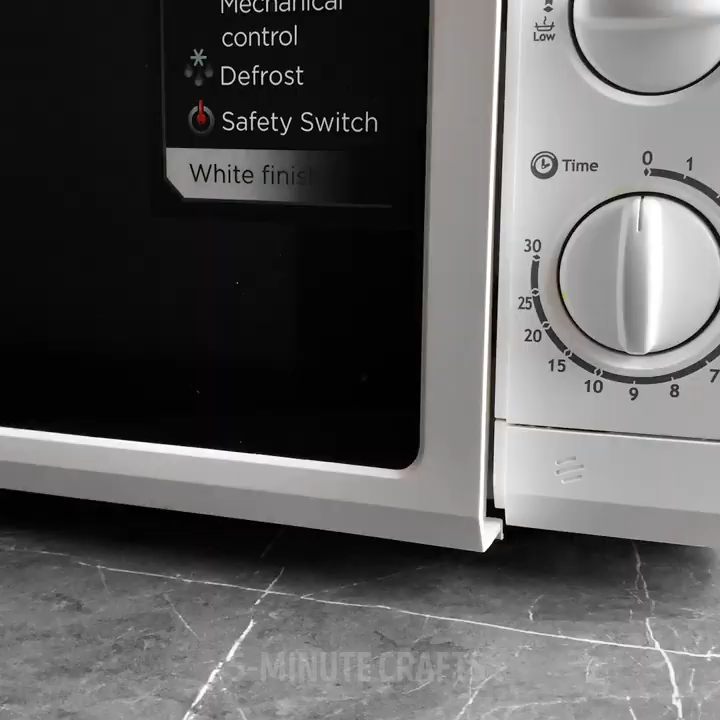 Mechanical
control
Defrost
Safety Switch
White finish
Low
Time
0
1
30
25
20
15
10
9
8
7
5-MINUTE CRAFTS